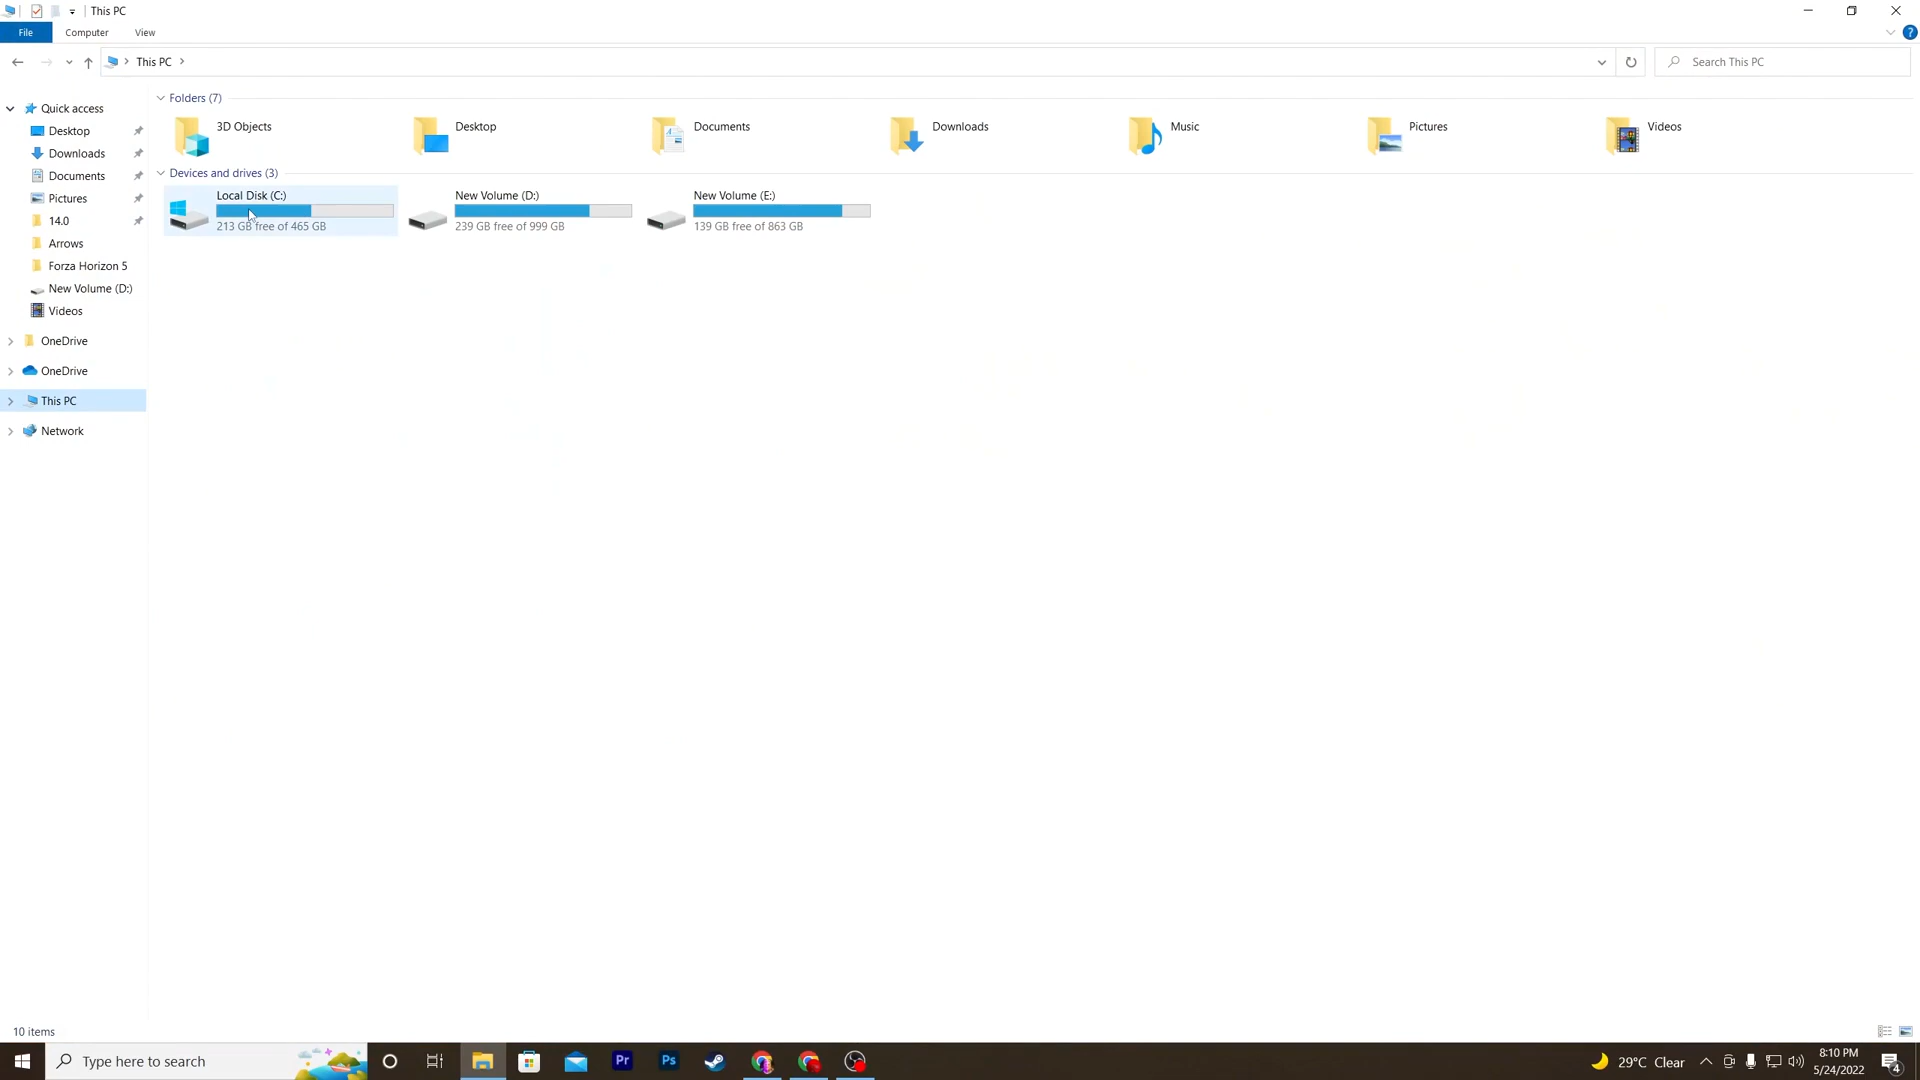 This PC
File Computer View
This PC
Search This PC
Quick access
Desktop
Downloads
Documents
Pictures
14.0
Arrows
Forza Horizon 5
New Volume (D:)
Videos
OneDrive
OneDrive
This PC
Network
Folders (7)
3D Objects
Desktop
Documents
Downloads
Music
Pictures
Videos
Devices and drives (3)
Local Disk (C:)
213 GB free of 465 GB
New Volume (D:)
239 GB free of 999 GB
New Volume (E:)
139 GB free of 863 GB
10 items
Type here to search
Pr
Ps
29°C Clear
8:10 PM
5/24/2022
4